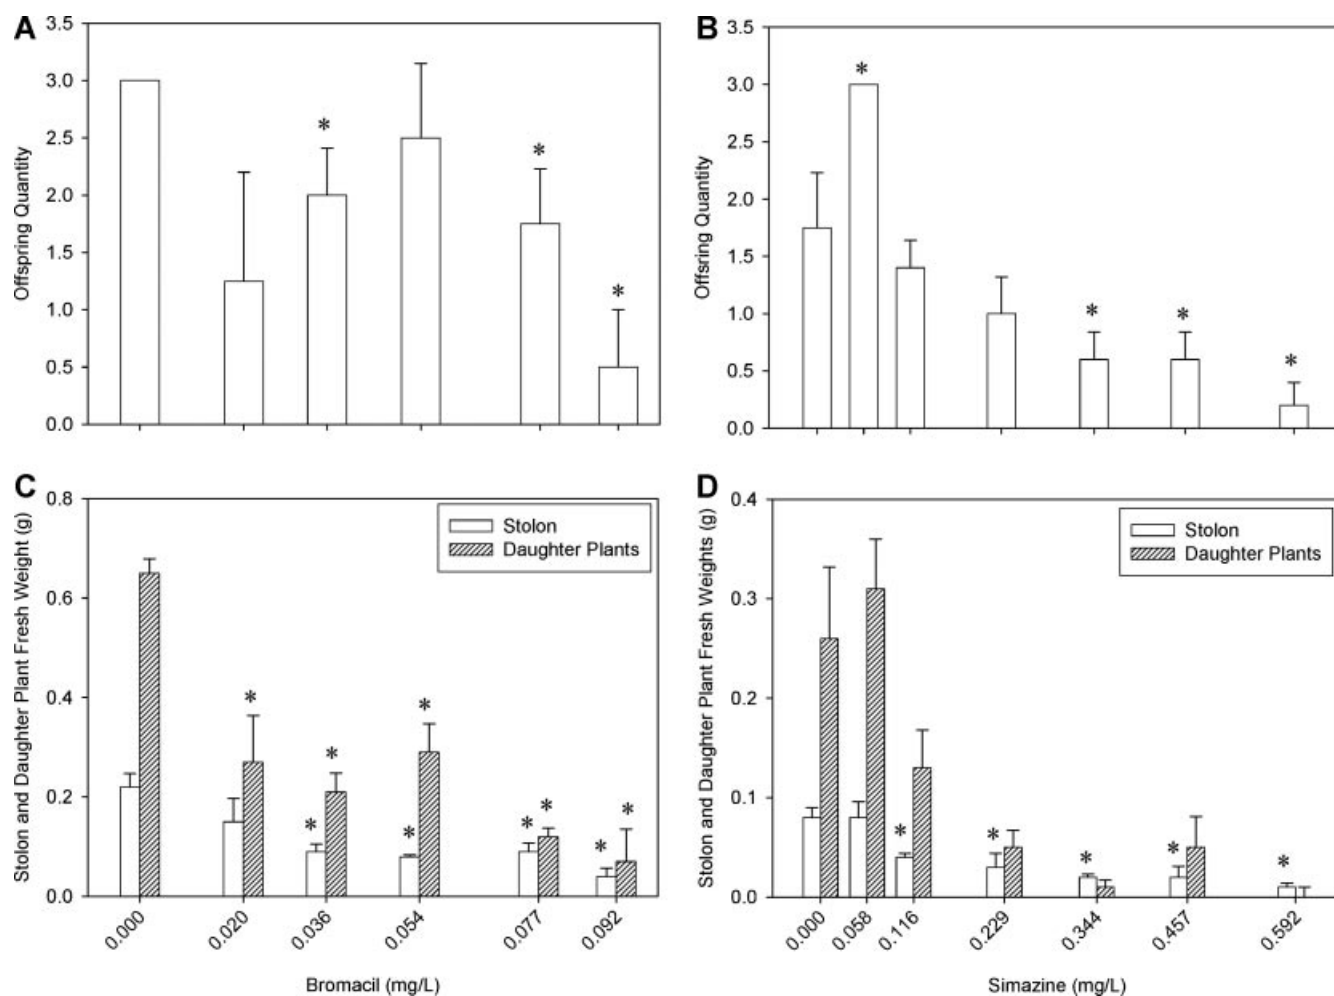 A
3.5
3.0
2.5
2.0
1.5
1.0
0.5
0.0
Offspring Quantity
*
*
*
B
3.5
3.0
2.5
2.0
1.5
1.0
0.5
0.0
Offsring Quantity
*
*
*
*
C
0.8
0.6
0.4
0.2
0.0
Stolon and Daughter Plant Fresh Weight (g)
Stolon
Daughter Plants
*
*
*
*
*
*
*
*
*
0.000 0.020 0.036 0.054 0.077 0.092
Bromacil (mg/L)
D
0.4
0.3
0.2
0.1
0.0
Stolon and Daughter Plant Fresh Weights (g)
Stolon
Daughter Plants
*
*
*
*
*
0.000 0.058 0.116 0.229 0.344 0.457 0.592
Simazine (mg/L)